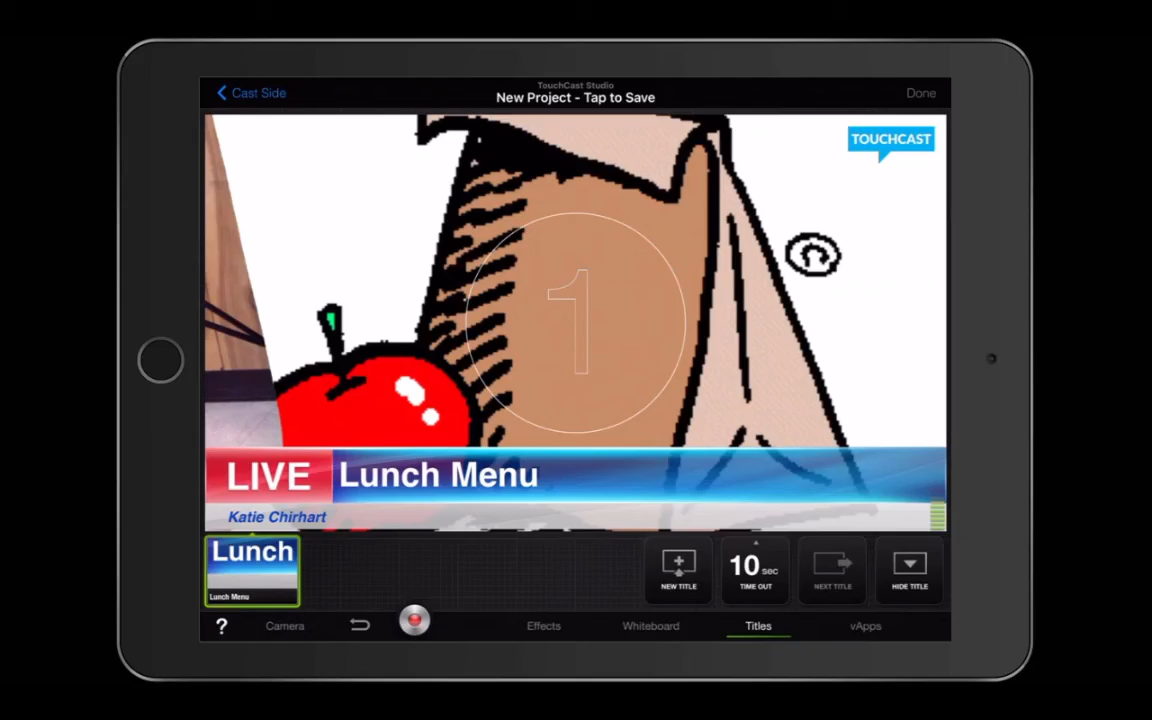 Cast Side
TouchCast Studio
New Project - Tap to Save
Done
TOUCHCAST
1
LIVE Lunch Menu
Katie Chirhart
Lunch
Lunch Menu
NEW TITLE
10 sec
TIME OUT
NEXT TITLE
HIDE TITLE
? Camera Effects Whiteboard Titles vApps